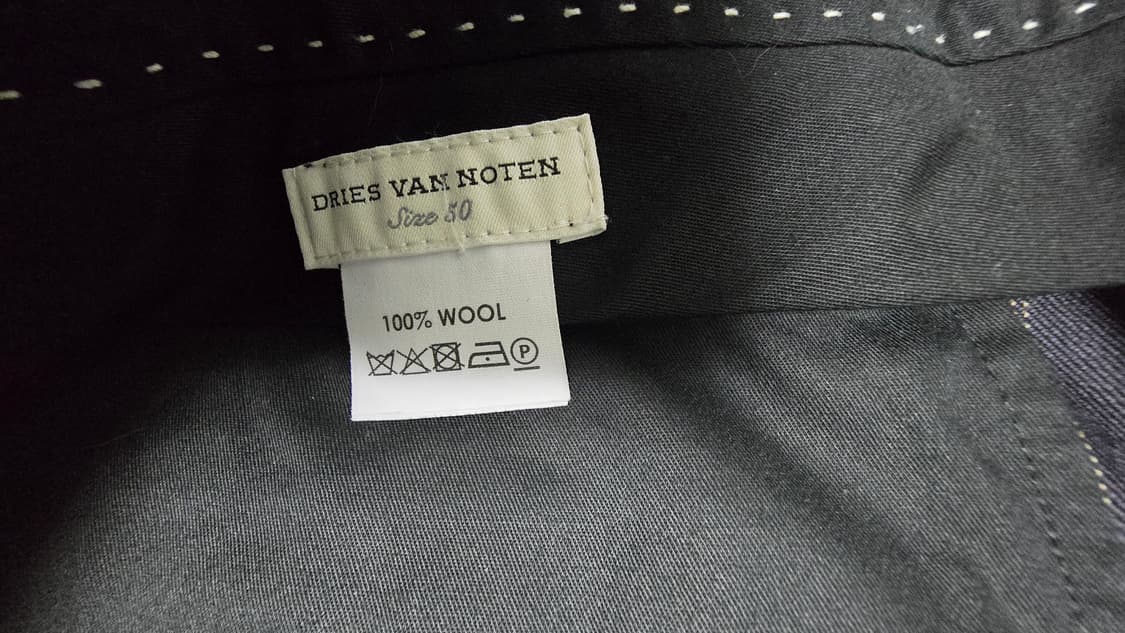 DRIES VAN NOTEN
Size 50
100% WOOL
P